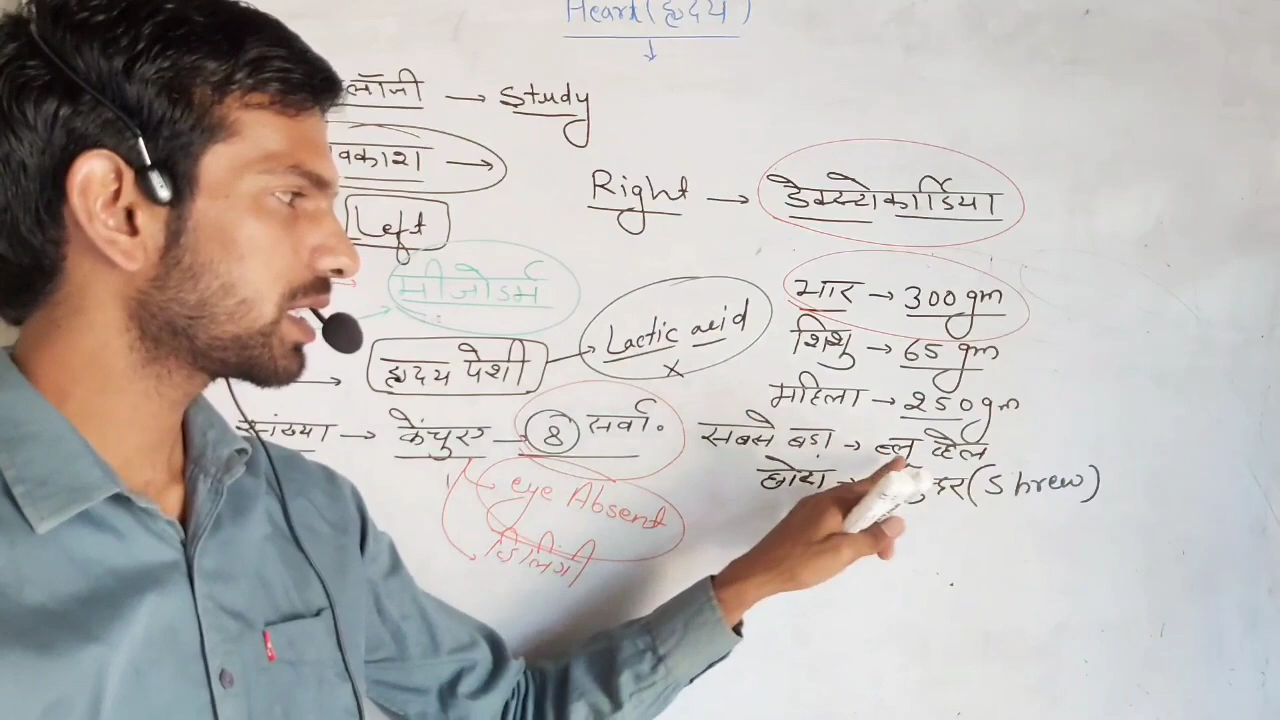 Heart (हृदय)
लॉजी → Study
वकाश →
Right → डेक्स्ट्रोकार्डिया
Left
मीजोडर्म
भार → 300 gm
हृदय पेशी Lactic acid X
शिशु → 65 gm
महिला → 250 gm
संख्या → केंचुए 8 सर्वा.
सबसे बड़ा → ब्लू व्हेल
छोटा → दर (Shrew)
eye Absent
द्विलिंगी